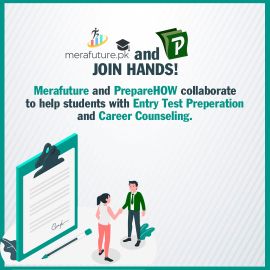 merafuture.pk and P
JOIN HANDS!
Merafuture and PrepareHOW collaborate
to help students with Entry Test Preperation
and Career Counseling.